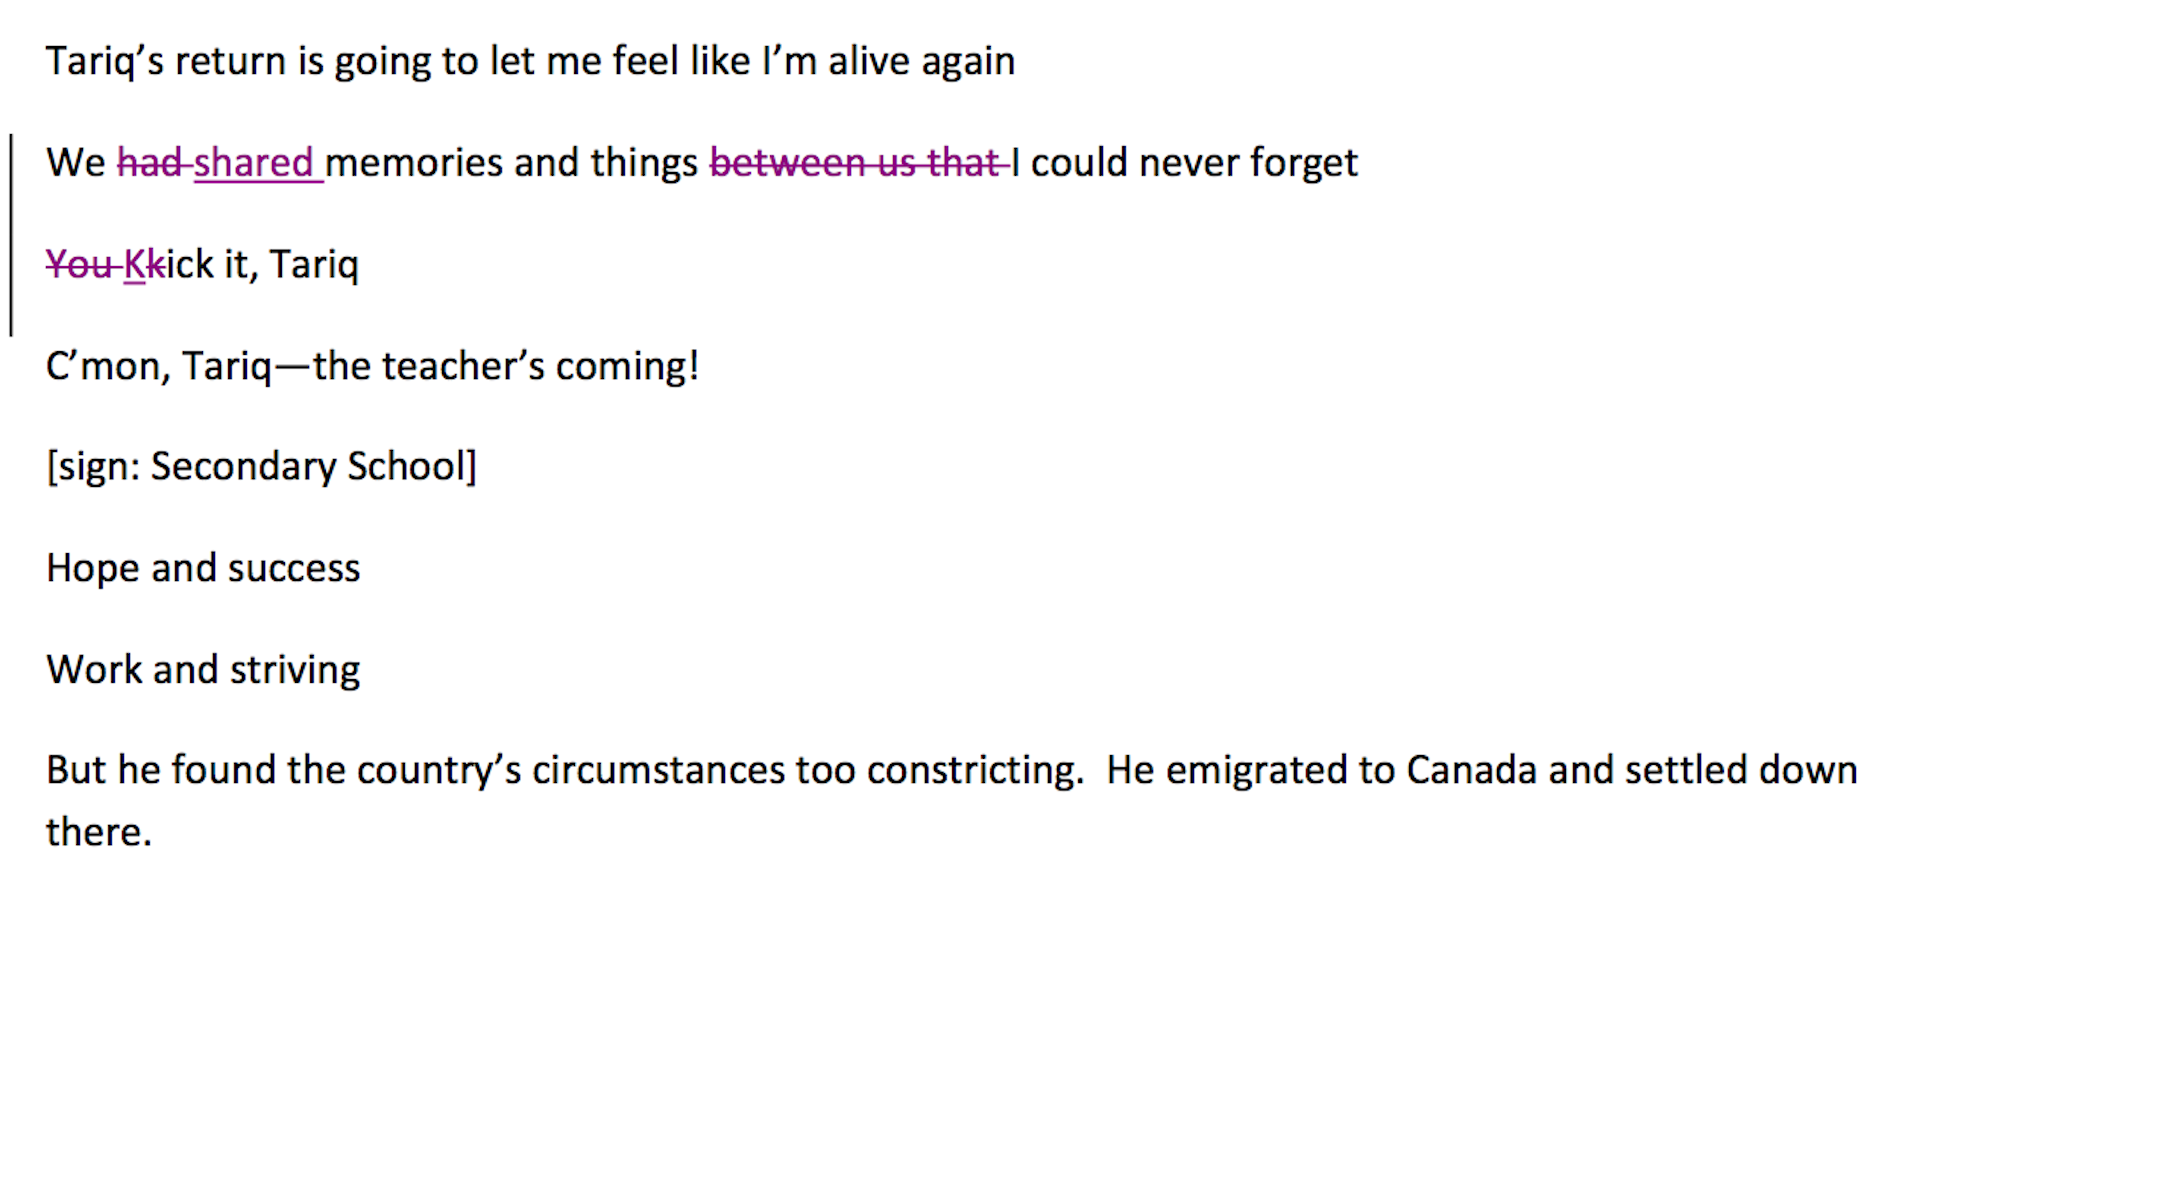 Tariq’s return is going to let me feel like I’m alive again
We had shared memories and things between us that I could never forget
You Kkick it, Tariq
C’mon, Tariq—the teacher’s coming!
[sign: Secondary School]
Hope and success
Work and striving
But he found the country’s circumstances too constricting.  He emigrated to Canada and settled down
there.